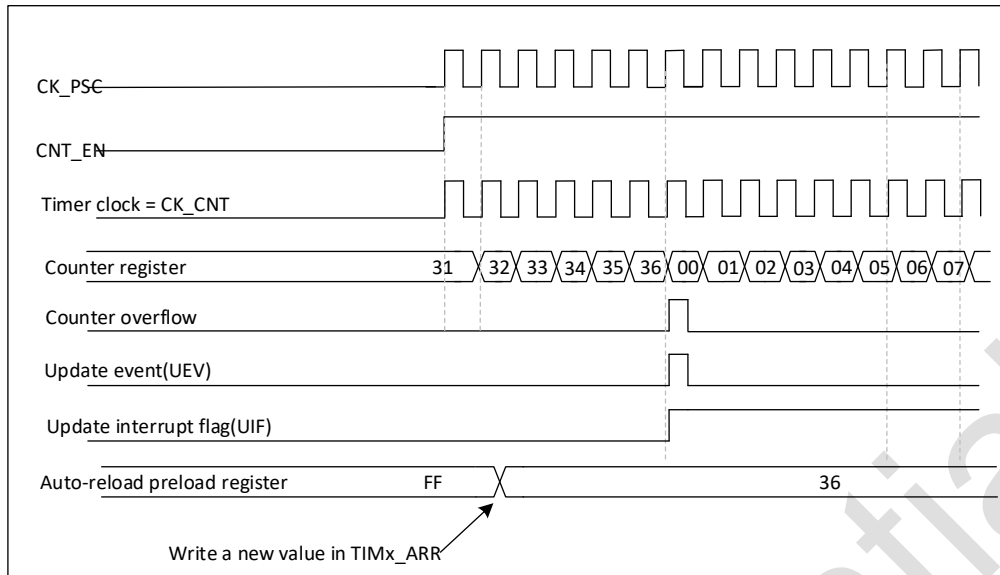 CK_PSC
CNT_EN
Timer clock = CK_CNT
Counter register 31 32 33 34 35 36 00 01 02 03 04 05 06 07
Counter overflow
Update event(UEV)
Update interrupt flag(UIF)
Auto-reload preload register FF 36
Write a new value in TIMx_ARR